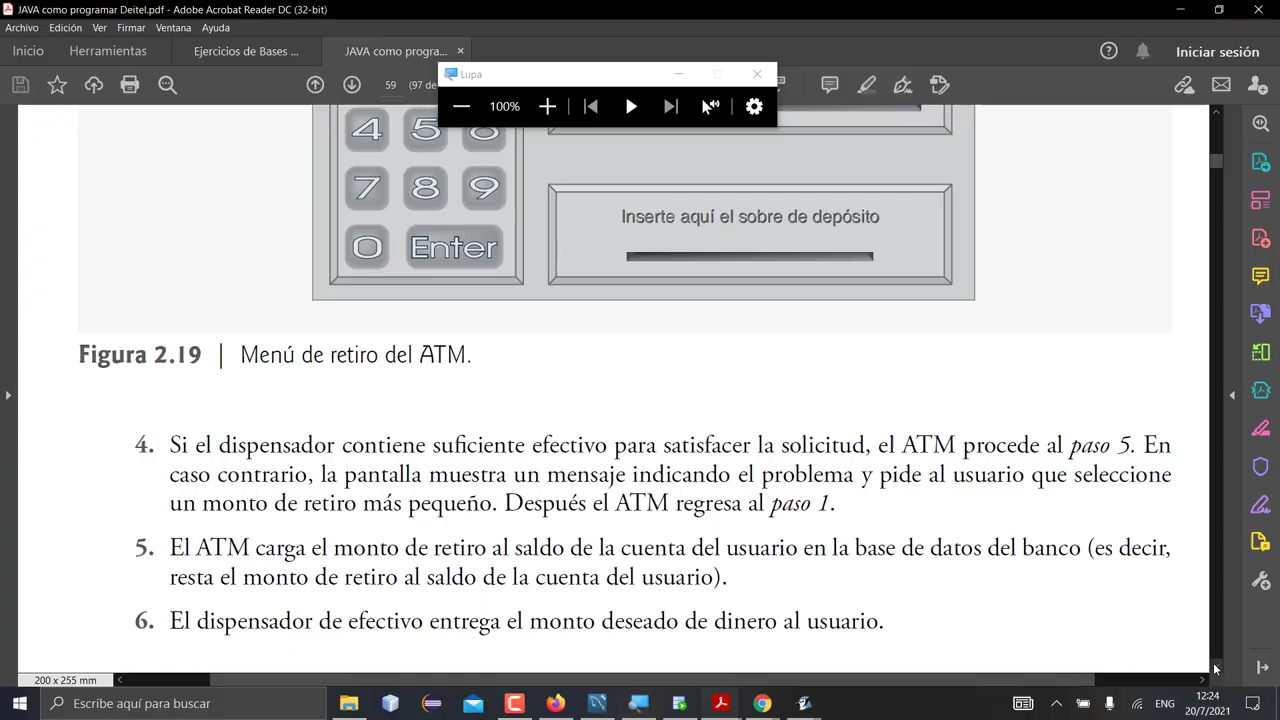 JAVA como programar Deitel.pdf - Adobe Acrobat Reader DC (32-bit)
Archivo Edición Ver Firmar Ventana Ayuda
Inicio Herramientas Ejercicios de Bases ... JAVA como progra... × Iniciar sesión
Lupa
59 (97 de
100%
4 5 6
7 8 9
0 Enter
Inserte aquí el sobre de depósito
Figura 2.19 | Menú de retiro del ATM.
4. Si el dispensador contiene suficiente efectivo para satisfacer la solicitud, el ATM procede al paso 5. En
caso contrario, la pantalla muestra un mensaje indicando el problema y pide al usuario que seleccione
un monto de retiro más pequeño. Después el ATM regresa al paso 1.
5. El ATM carga el monto de retiro al saldo de la cuenta del usuario en la base de datos del banco (es decir,
resta el monto de retiro al saldo de la cuenta del usuario).
6. El dispensador de efectivo entrega el monto deseado de dinero al usuario.
200 x 255 mm
Escribe aquí para buscar
ENG
12:24
20/7/2021